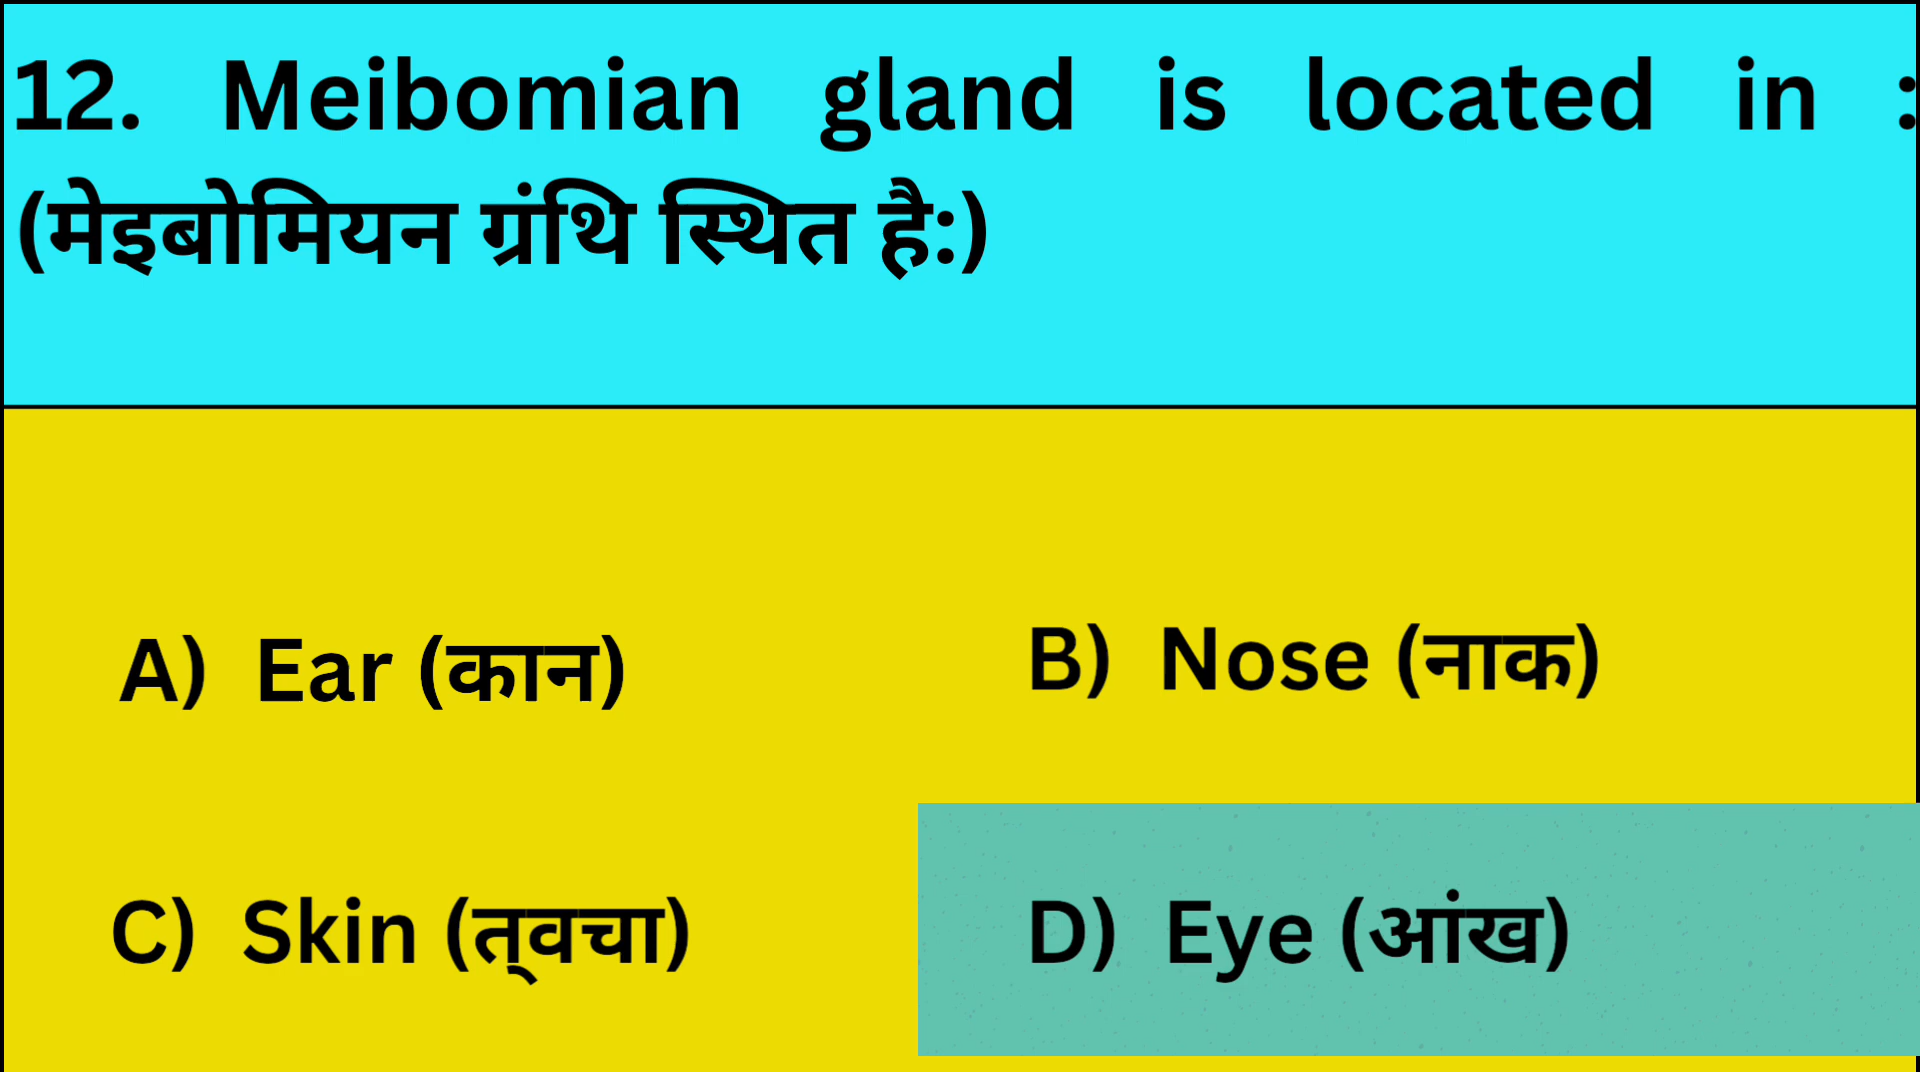 12. Meibomian gland is located in :
(मेइबोमियन ग्रंथि स्थित है:)
A) Ear (कान)
B) Nose (नाक)
C) Skin (त्वचा)
D) Eye (आंख)